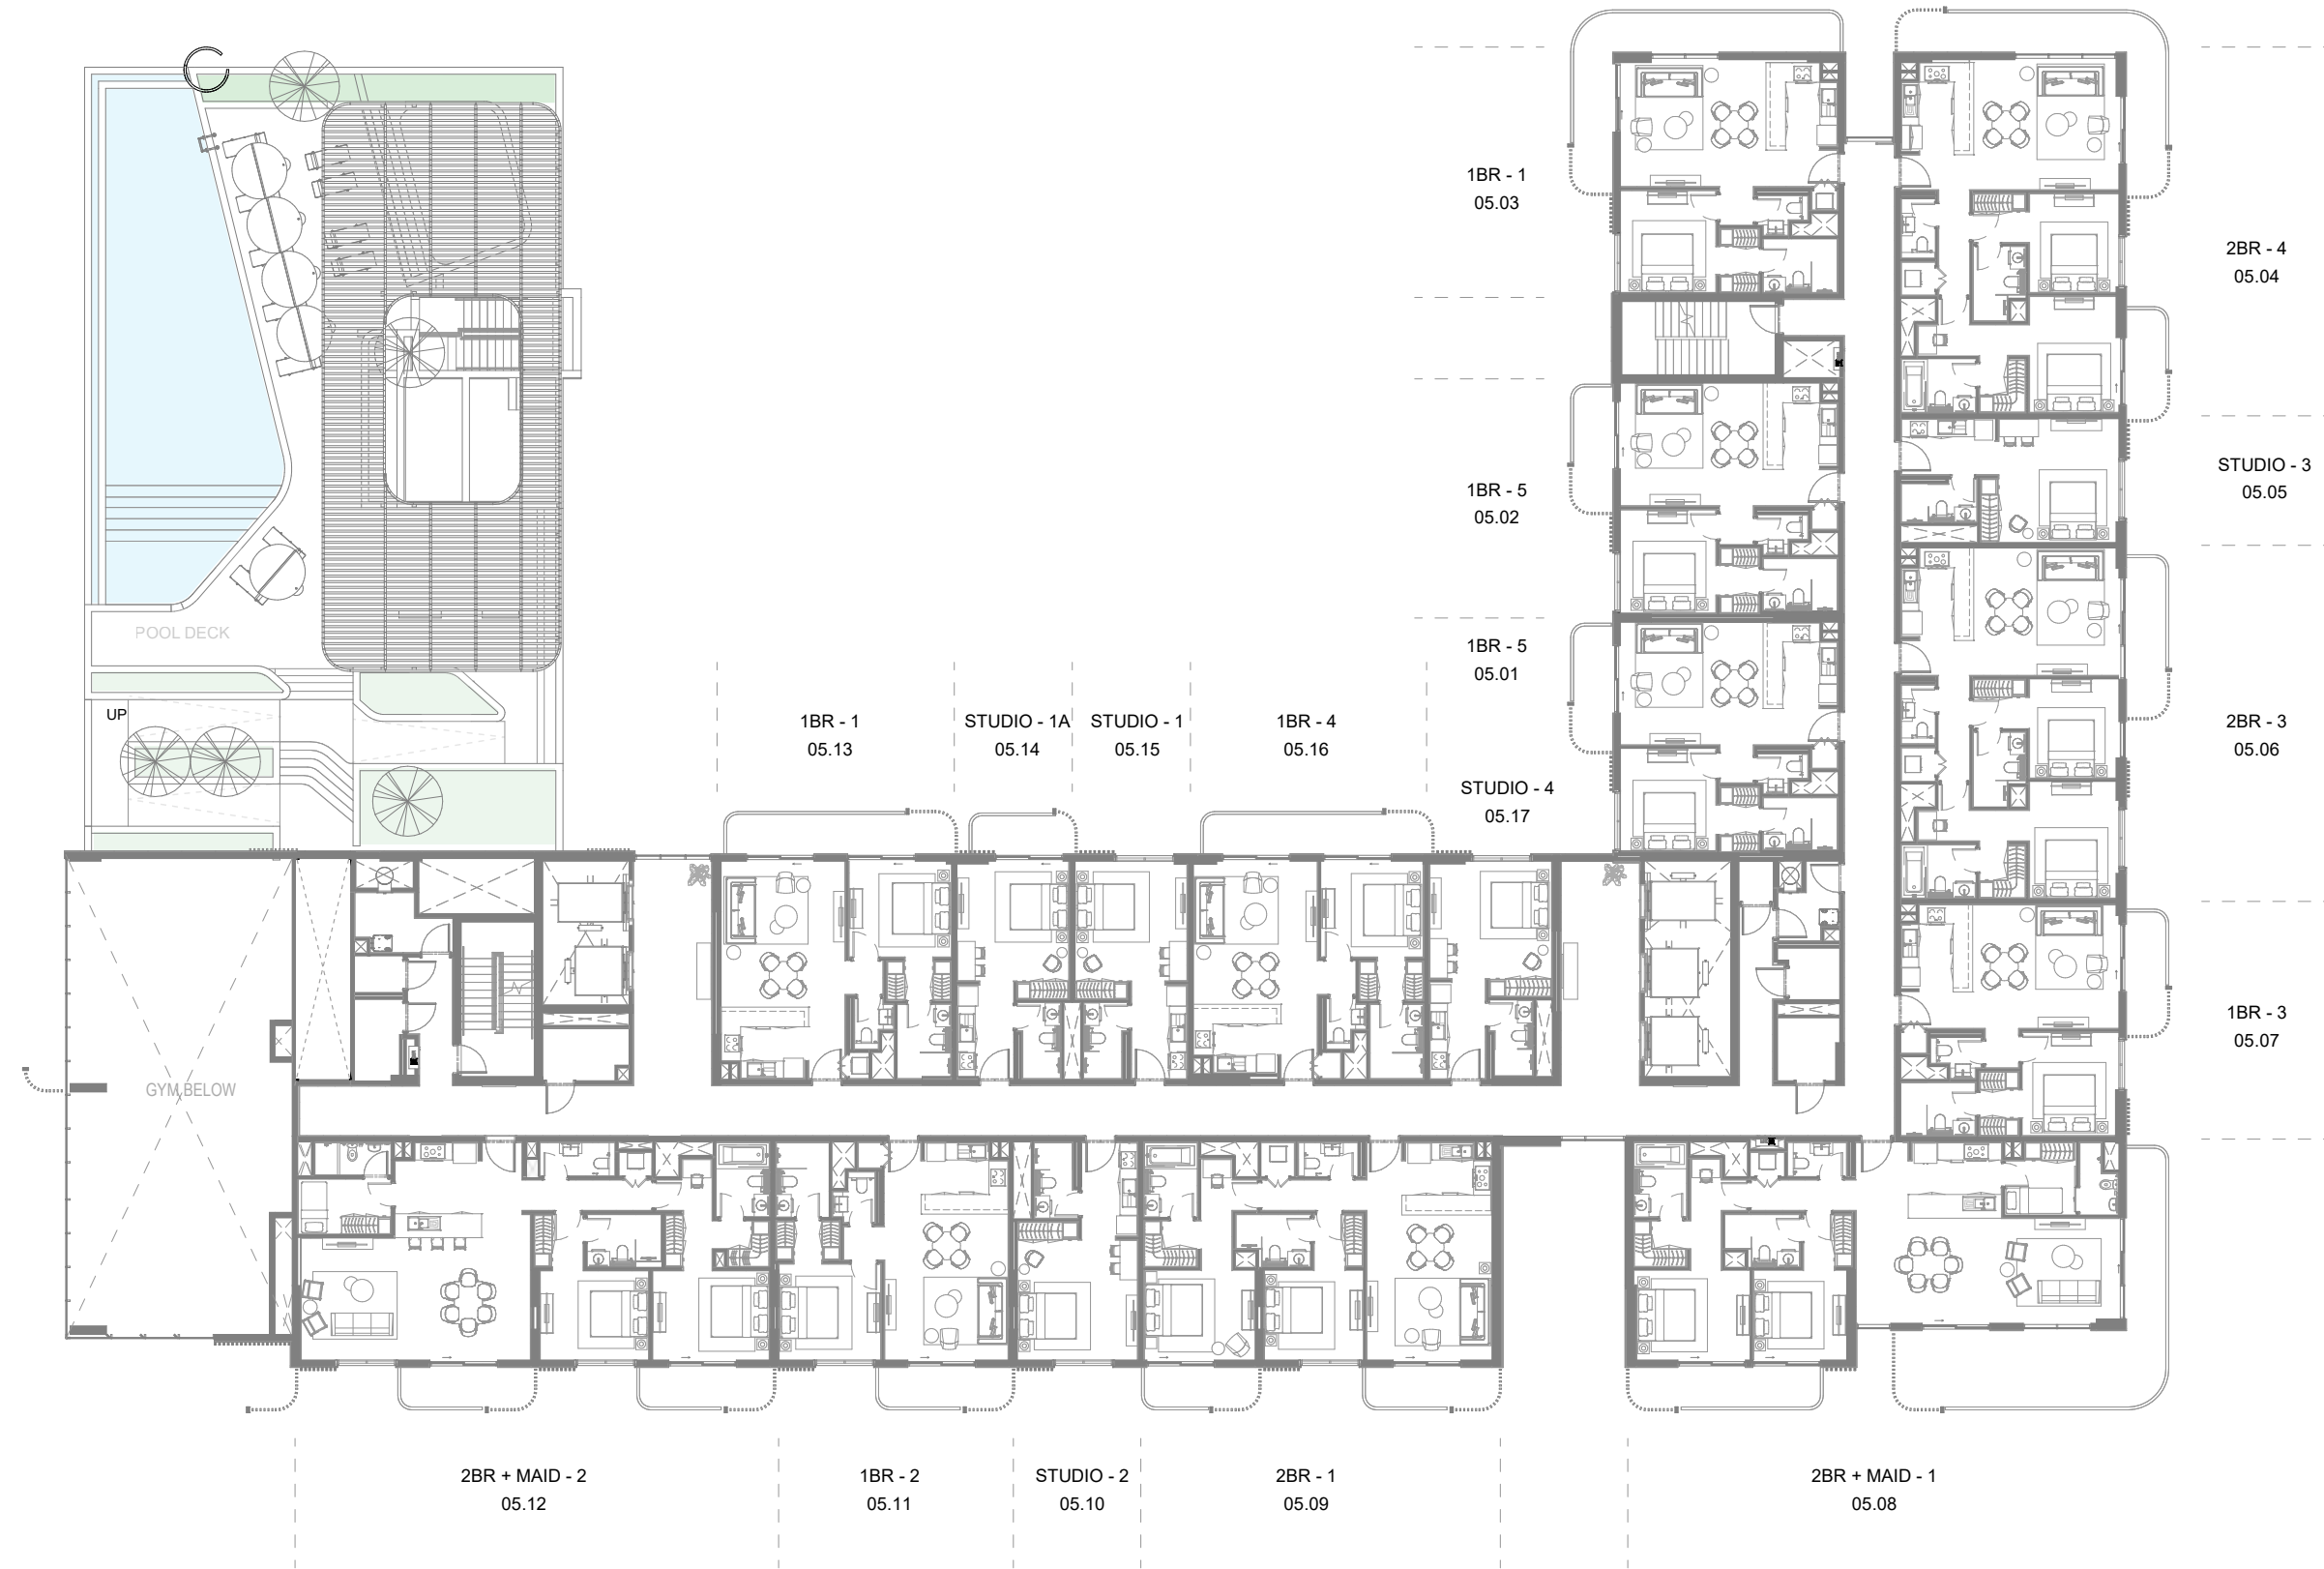 1BR - 1
05.03
2BR - 4
05.04
STUDIO - 3
05.05
1BR - 5
05.02
POOL DECK
1BR - 5
05.01
UP
1BR - 1
05.13
STUDIO - 1A
05.14
STUDIO - 1
05.15
1BR - 4
05.16
2BR - 3
05.06
STUDIO - 4
05.17
1BR - 3
05.07
GYM BELOW
2BR + MAID - 2
05.12
1BR - 2
05.11
STUDIO - 2
05.10
2BR - 1
05.09
2BR + MAID - 1
05.08